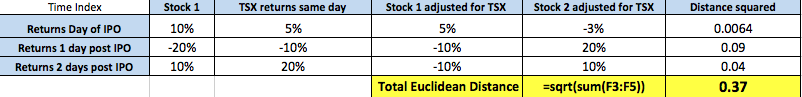 Time Index Stock 1 TSX returns same day Stock 1 adjusted for TSX Stock 2 adjusted for TSX Distance squared
Returns Day of IPO 10% 5% 5% -3% 0.0064
Returns 1 day post IPO -20% -10% -10% 20% 0.09
Returns 2 days post IPO 10% 20% -10% 10% 0.04
Total Euclidean Distance =sqrt(sum(F3:F5)) 0.37